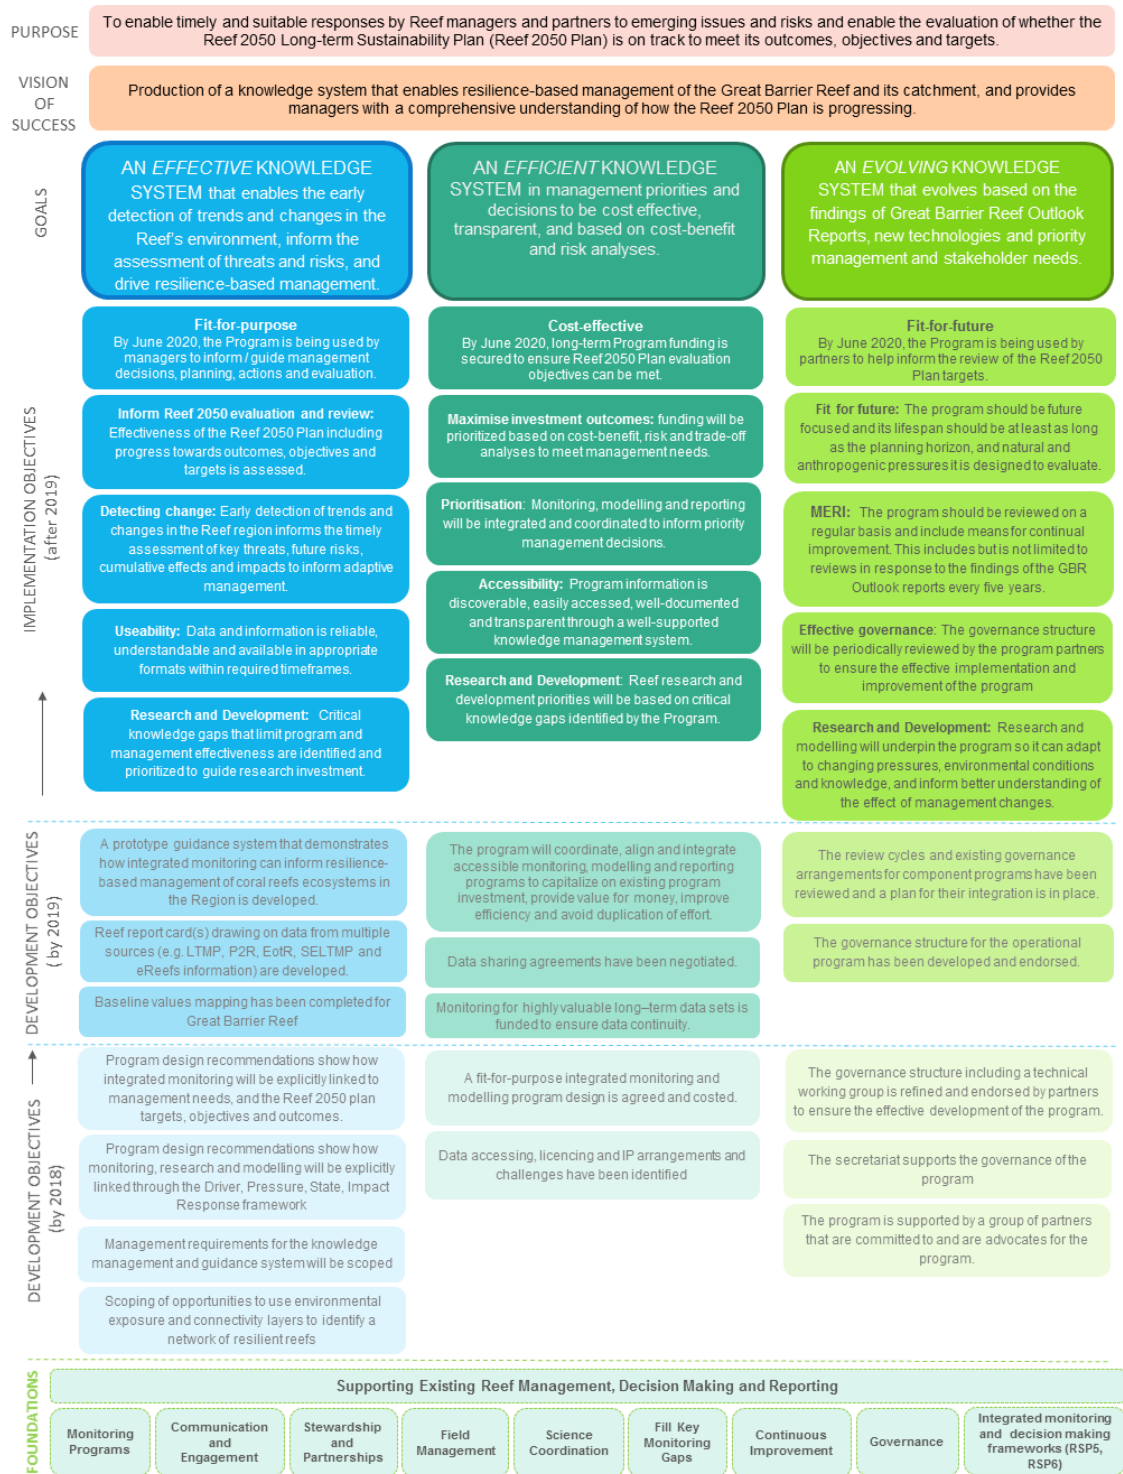 PURPOSE
To enable timely and suitable responses by Reef managers and partners to emerging issues and risks and enable the evaluation of whether the
Reef 2050 Long-term Sustainability Plan (Reef 2050 Plan) is on track to meet its outcomes, objectives and targets.
VISION
OF
SUCCESS
Production of a knowledge system that enables resilience-based management of the Great Barrier Reef and its catchment, and provides
managers with a comprehensive understanding of how the Reef 2050 Plan is progressing.
GOALS
AN EFFECTIVE KNOWLEDGE
SYSTEM that enables the early
detection of trends and changes in the
Reef's environment, inform the
assessment of threats and risks, and
drive resilience-based management.
AN EFFICIENT KNOWLEDGE
SYSTEM in management priorities and
decisions to be cost effective,
transparent, and based on cost-benefit
and risk analyses.
AN EVOLVING KNOWLEDGE
SYSTEM that evolves based on the
findings of Great Barrier Reef Outlook
Reports, new technologies and priority
management and stakeholder needs.
IMPLEMENTATION OBJECTIVES
(after 2019)
Fit-for-purpose
By June 2020, the Program is being used by
managers to inform / guide management
decisions, planning, actions and evaluation.
Inform Reef 2050 evaluation and review:
Effectiveness of the Reef 2050 Plan including
progress towards outcomes, objectives and
targets is assessed.
Detecting change: Early detection of trends and
changes in the Reef region informs the timely
assessment of key threats, future risks,
cumulative effects and impacts to inform adaptive
management.
Useability: Data and information is reliable,
understandable and available in appropriate
formats within required timeframes.
Research and Development: Critical
knowledge gaps that limit program and
management effectiveness are identified and
prioritized to guide research investment.
Cost-effective
By June 2020, long-term Program funding is
secured to ensure Reef 2050 Plan evaluation
objectives can be met.
Maximise investment outcomes: funding will be
prioritized based on cost-benefit, risk and trade-off
analyses to meet management needs.
Prioritisation: Monitoring, modelling and reporting
will be integrated and coordinated to inform priority
management decisions.
Accessibility: Program information is
discoverable, easily accessed, well-documented
and transparent through a well-supported
knowledge management system.
Research and Development: Reef research and
development priorities will be based on critical
knowledge gaps identified by the Program.
Fit-for-future
By June 2020, the Program is being used by
partners to help inform the review of the Reef 2050
Plan targets.
Fit for future: The program should be future
focused and its lifespan should be at least as long
as the planning horizon, and natural and
anthropogenic pressures it is designed to evaluate.
MERI: The program should be reviewed on a
regular basis and include means for continual
improvement. This includes but is not limited to
reviews in response to the findings of the GBR
Outlook reports every five years.
Effective governance: The governance structure
will be periodically reviewed by the program partners
to ensure the effective implementation and
improvement of the program
Research and Development: Research and
modelling will underpin the program so it can adapt
to changing pressures, environmental conditions
and knowledge, and inform better understanding of
the effect of management changes.
DEVELOPMENT OBJECTIVES
( by 2019)
A prototype guidance system that demonstrates
how integrated monitoring can inform resilience-
based management of coral reefs ecosystems in
the Region is developed.
Reef report card(s) drawing on data from multiple
sources (e.g. LTMP, P2R, EotR, SELTMP and
eReefs information) are developed.
Baseline values mapping has been completed for
Great Barrier Reef
The program will coordinate, align and integrate
accessible monitoring, modelling and reporting
programs to capitalize on existing program
investment, provide value for money, improve
efficiency and avoid duplication of effort.
Data sharing agreements have been negotiated.
Monitoring for highly valuable long–term data sets is
funded to ensure data continuity.
The review cycles and existing governance
arrangements for component programs have been
reviewed and a plan for their integration is in place.
The governance structure for the operational
program has been developed and endorsed.
DEVELOPMENT OBJECTIVES
(by 2018)
Program design recommendations show how
integrated monitoring will be explicitly linked to
management needs, and the Reef 2050 plan
targets, objectives and outcomes.
Program design recommendations show how
monitoring, research and modelling will be explicitly
linked through the Driver, Pressure, State, Impact
Response framework
Management requirements for the knowledge
management and guidance system will be scoped
Scoping of opportunities to use environmental
exposure and connectivity layers to identify a
network of resilient reefs
A fit-for-purpose integrated monitoring and
modelling program design is agreed and costed.
Data accessing, licencing and IP arrangements and
challenges have been identified
The governance structure including a technical
working group is refined and endorsed by partners
to ensure the effective development of the program.
The secretariat supports the governance of the
program
The program is supported by a group of partners
that are committed to and are advocates for the
program.
FOUNDATIONS
Supporting Existing Reef Management, Decision Making and Reporting
Monitoring
Programs
Communication
and
Engagement
Stewardship
and
Partnerships
Field
Management
Science
Coordination
Fill Key
Monitoring
Gaps
Continuous
Improvement
Governance
Integrated monitoring
and decision making
frameworks (RSP5,
RSP6)